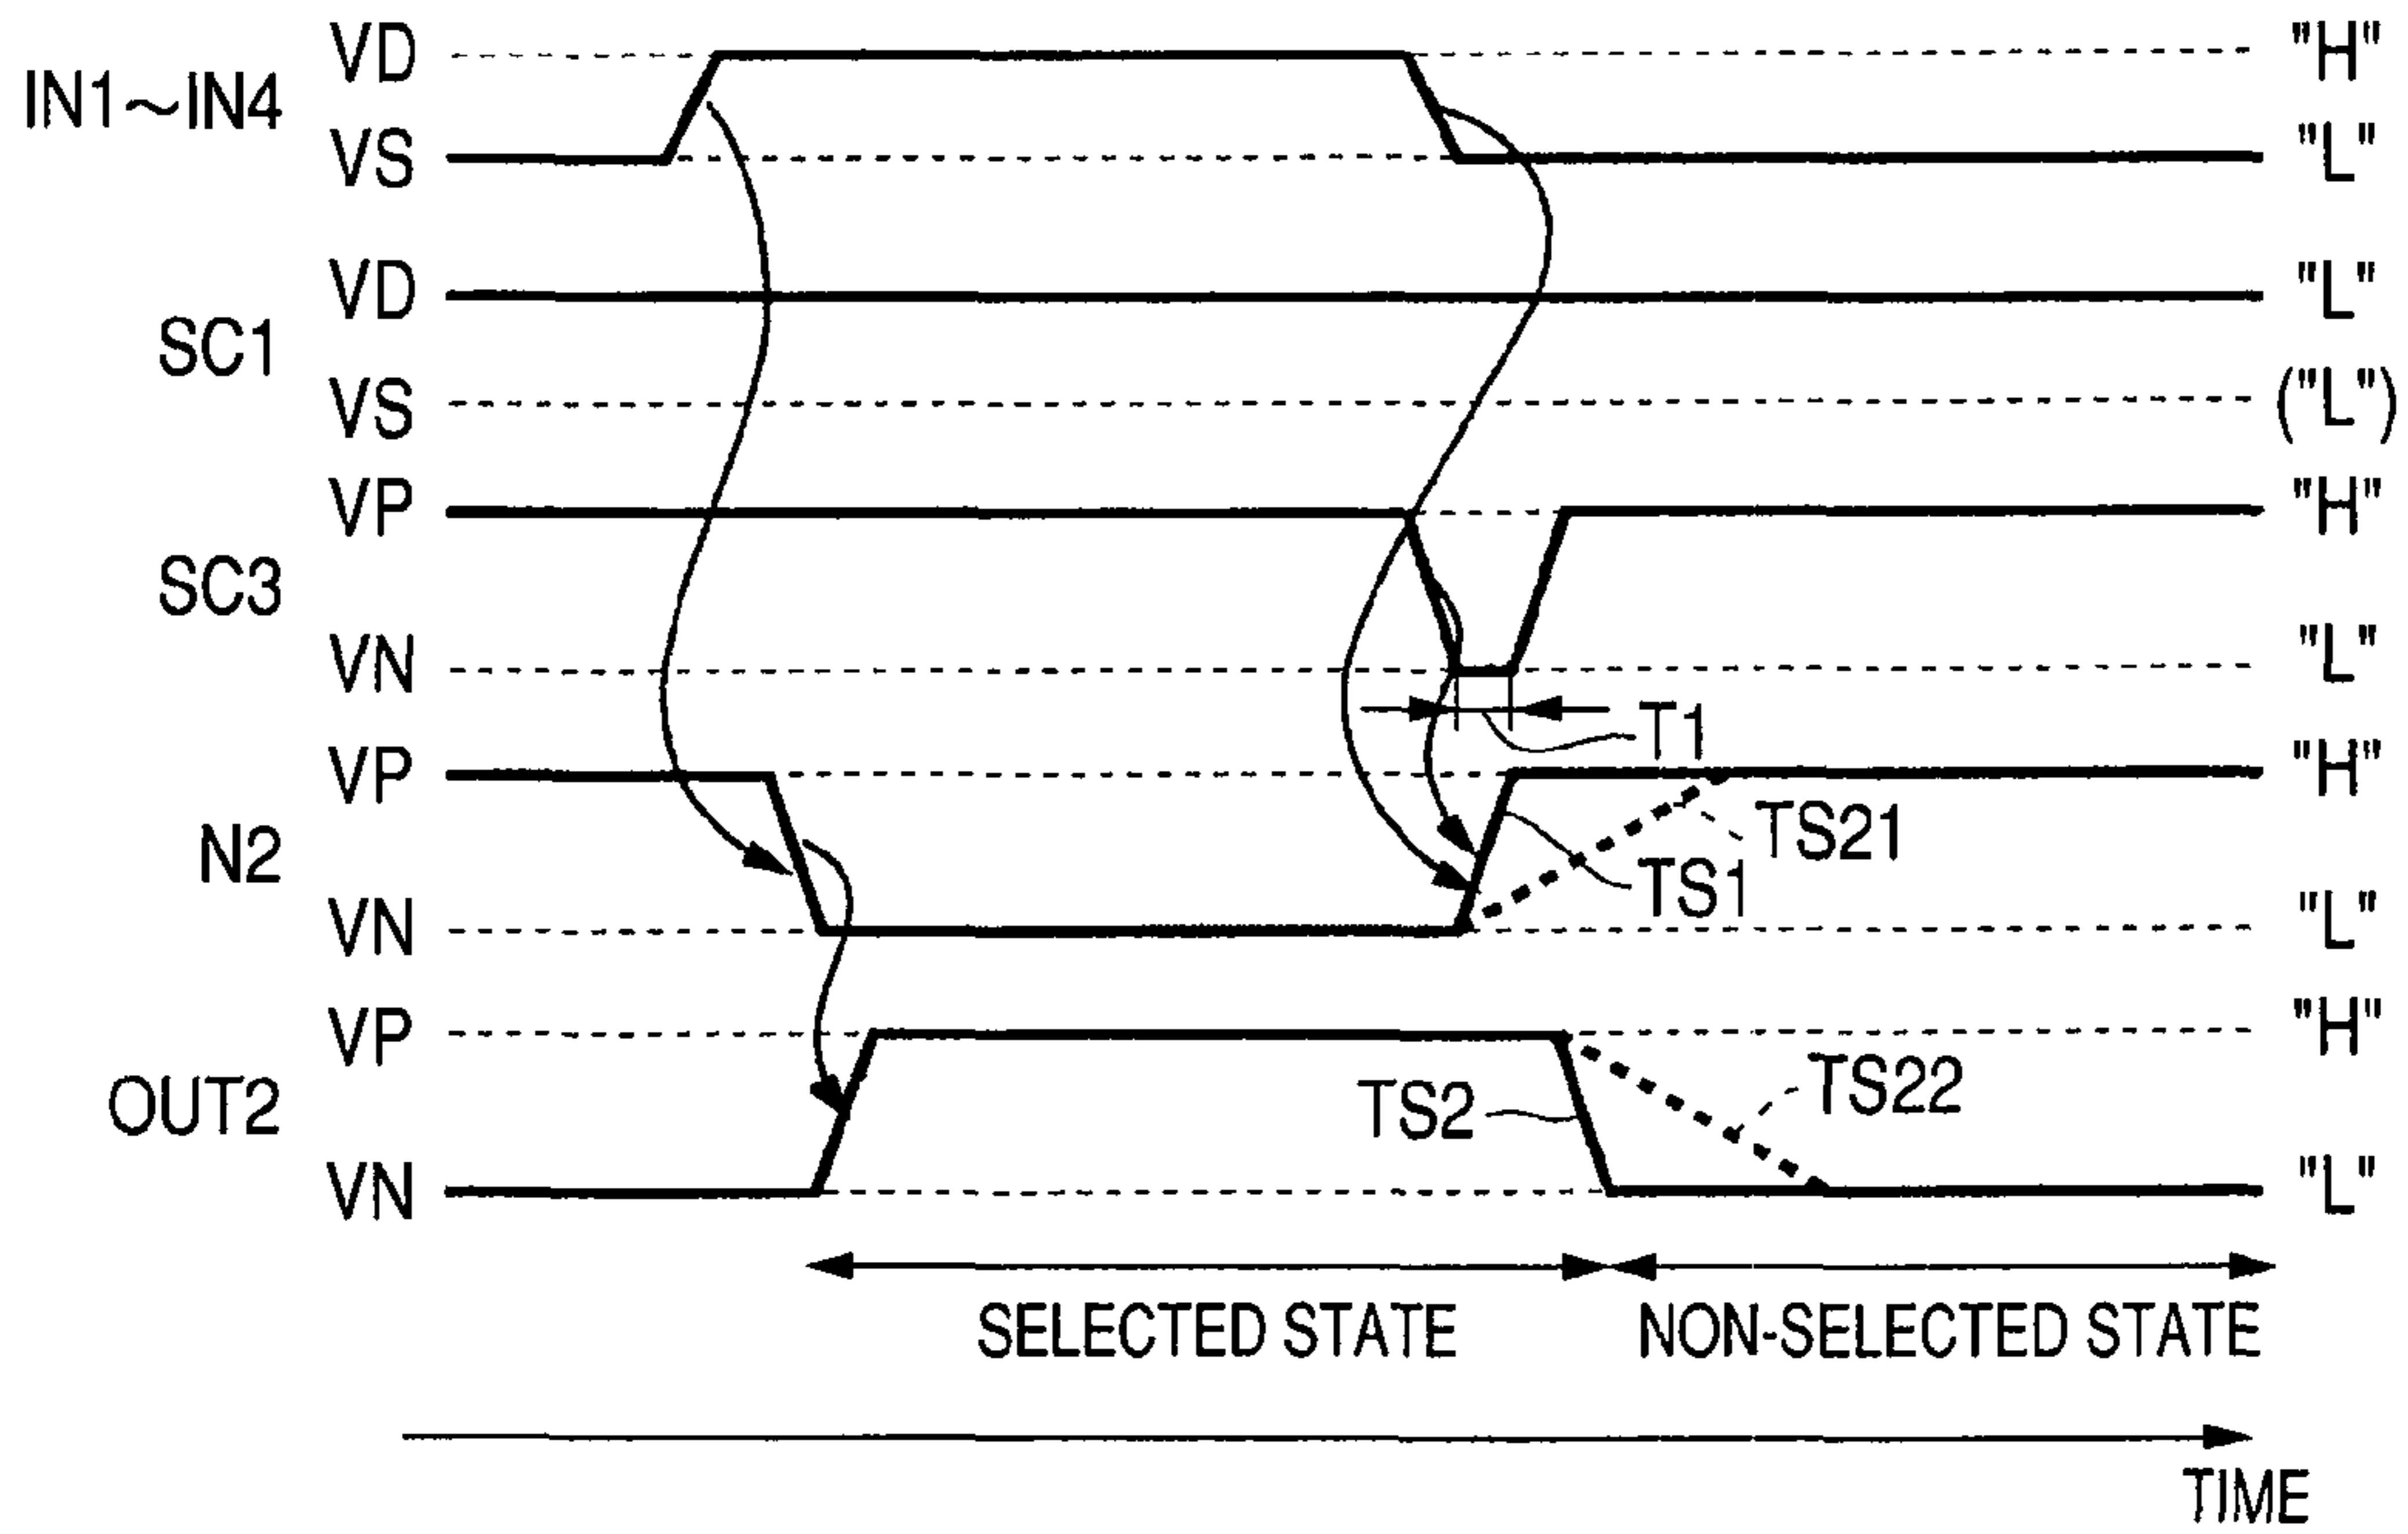 VD "H"
IN1~IN4
VS "L"
VD "L"
SC1
VS ("L")
VP "H"
SC3
VN "L"
T1
VP "H"
TS21
N2
TS1
VN "L"
VP "H"
TS22
OUT2 TS2
VN "L"
SELECTED STATE NON-SELECTED STATE
TIME